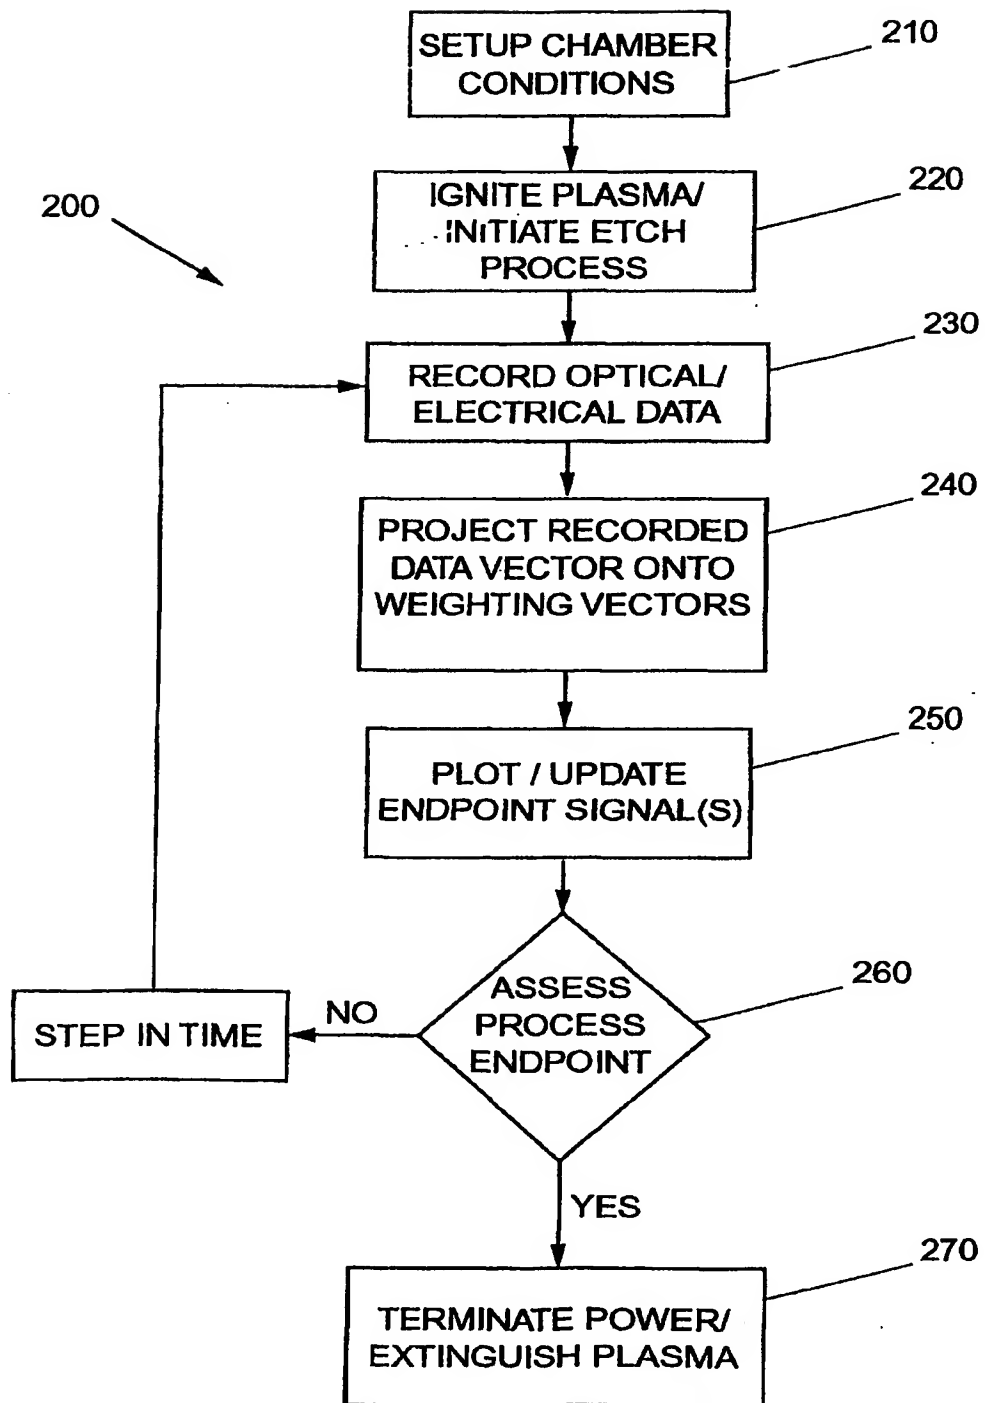 SETUP CHAMBER
CONDITIONS
210
IGNITE PLASMA/
INITIATE ETCH
PROCESS
220
200
RECORD OPTICAL/
ELECTRICAL DATA
230
PROJECT RECORDED
DATA VECTOR ONTO
WEIGHTING VECTORS
240
PLOT / UPDATE
ENDPOINT SIGNAL(S)
250
ASSESS
PROCESS
ENDPOINT
260
NO
STEP IN TIME
YES
TERMINATE POWER/
EXTINGUISH PLASMA
270